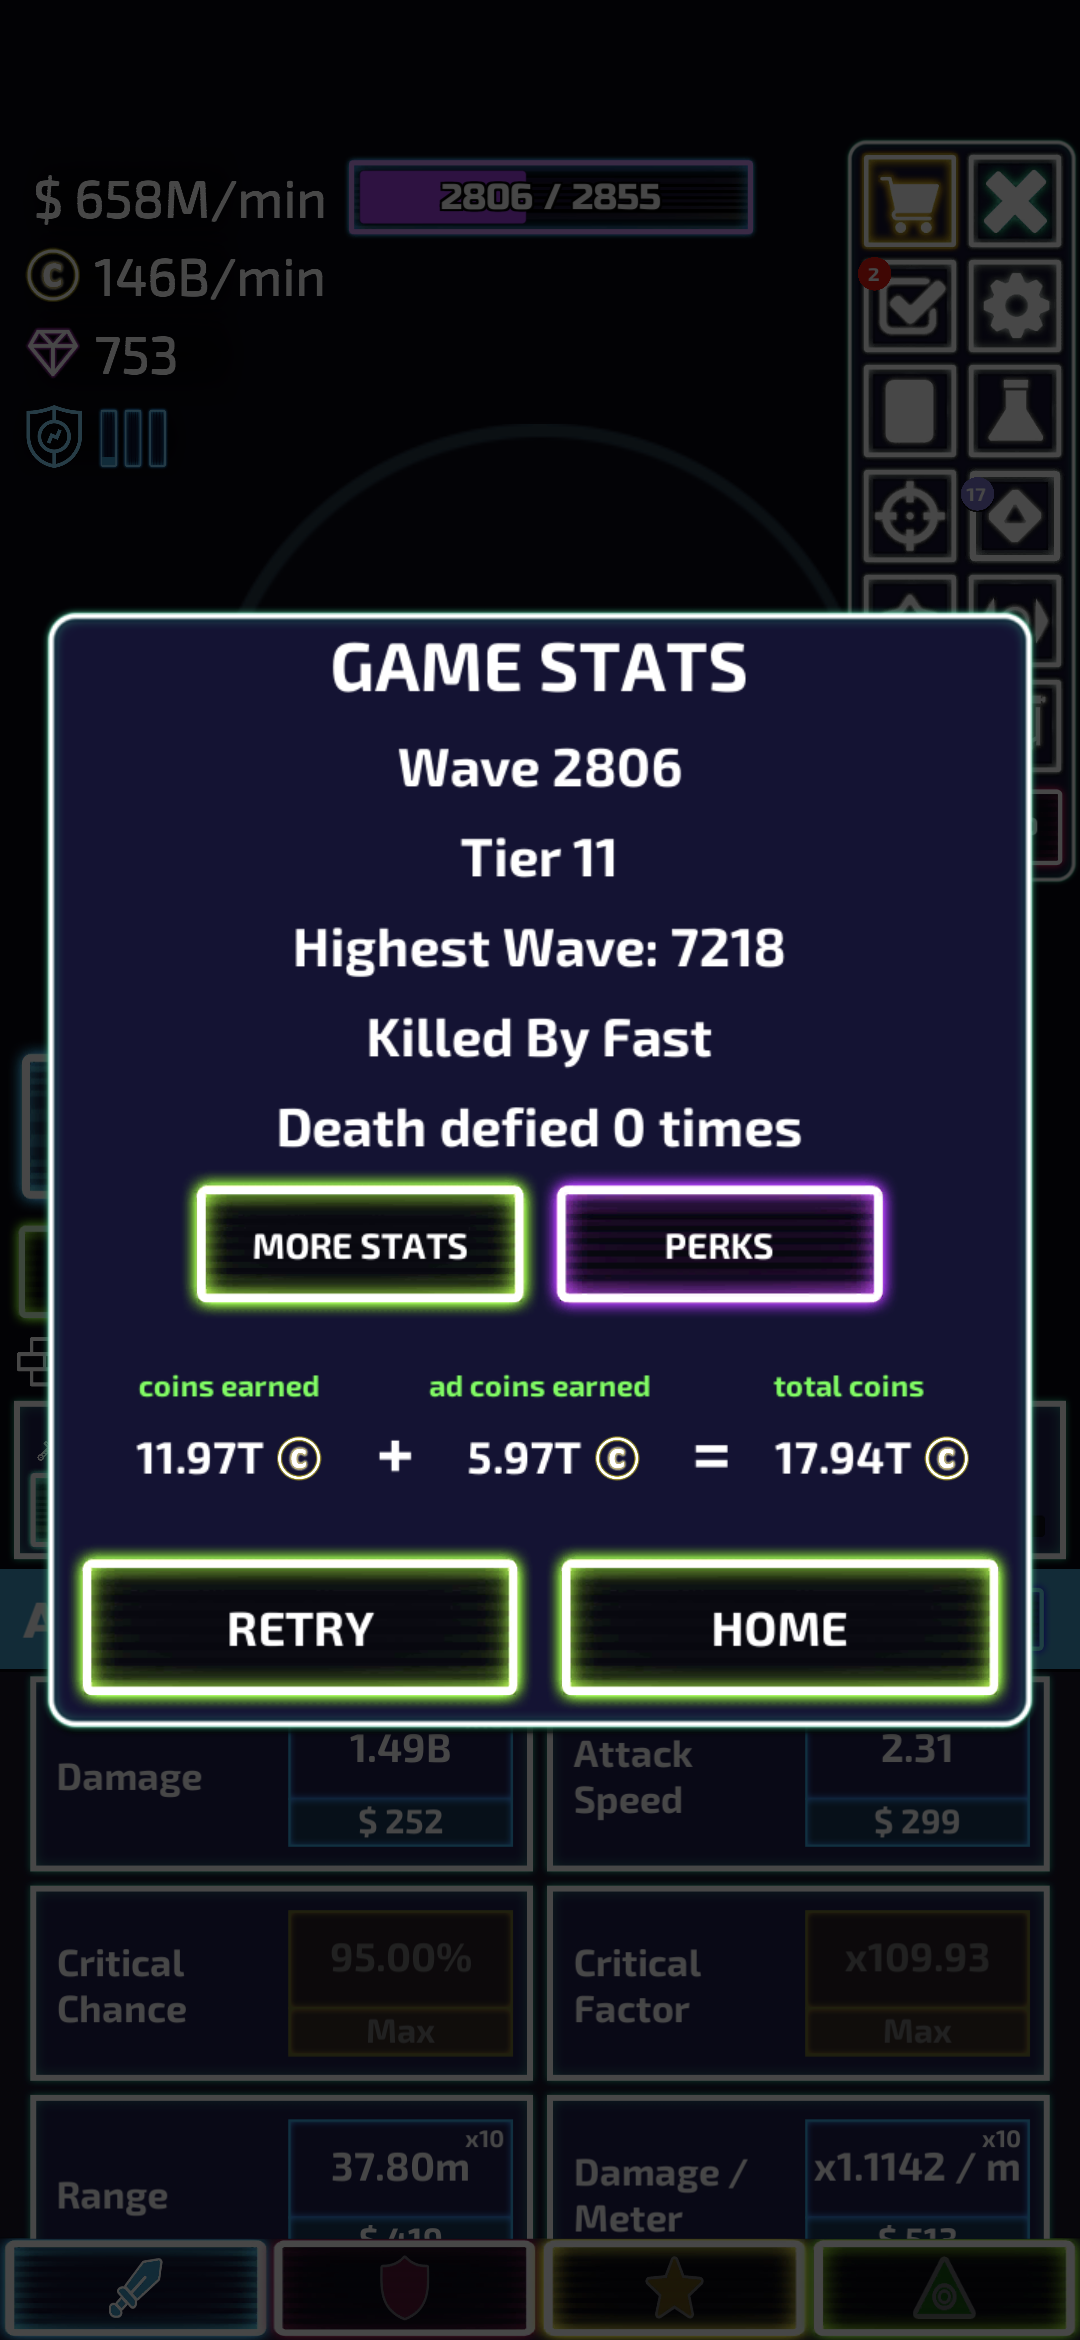 $ 658M/min
2806 / 2855
C 146B/min
2
753
17
GAME STATS
Wave 2806
Tier 11
Highest Wave: 7218
Killed By Fast
Death defied 0 times
MORE STATS
PERKS
coins earned
ad coins earned
total coins
11.97T C + 5.97T C = 17.94T C
RETRY
HOME
Damage
1.49B
$ 252
Attack
Speed
2.31
$ 299
Critical
Chance
95.00%
Max
Critical
Factor
x109.93
Max
Range
x10
37.80m
$ 419
Damage /
Meter
x10
x1.1142 / m
$ 513